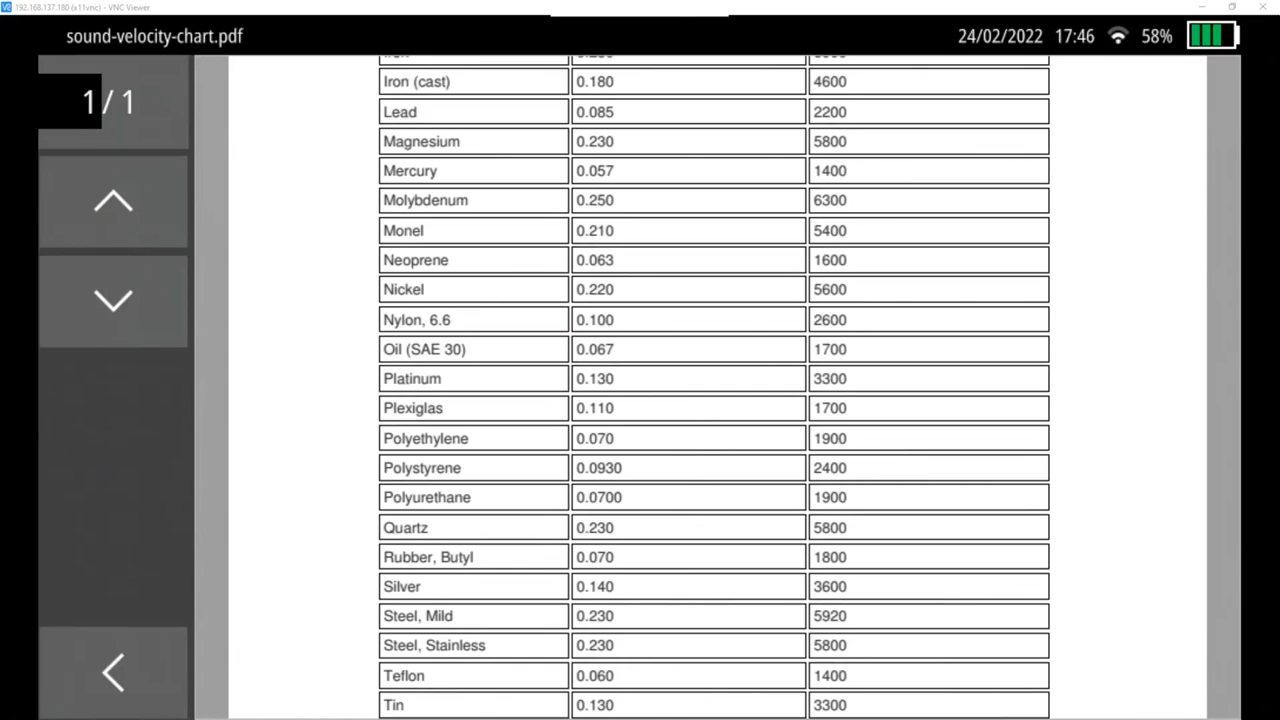 192.168.137.180 (x11vnc) - VNC Viewer
sound-velocity-chart.pdf 24/02/2022 17:46 58%
1 / 1
Iron (cast) 0.180 4600
Lead 0.085 2200
Magnesium 0.230 5800
Mercury 0.057 1400
Molybdenum 0.250 6300
Monel 0.210 5400
Neoprene 0.063 1600
Nickel 0.220 5600
Nylon, 6.6 0.100 2600
Oil (SAE 30) 0.067 1700
Platinum 0.130 3300
Plexiglas 0.110 1700
Polyethylene 0.070 1900
Polystyrene 0.0930 2400
Polyurethane 0.0700 1900
Quartz 0.230 5800
Rubber, Butyl 0.070 1800
Silver 0.140 3600
Steel, Mild 0.230 5920
Steel, Stainless 0.230 5800
Teflon 0.060 1400
Tin 0.130 3300